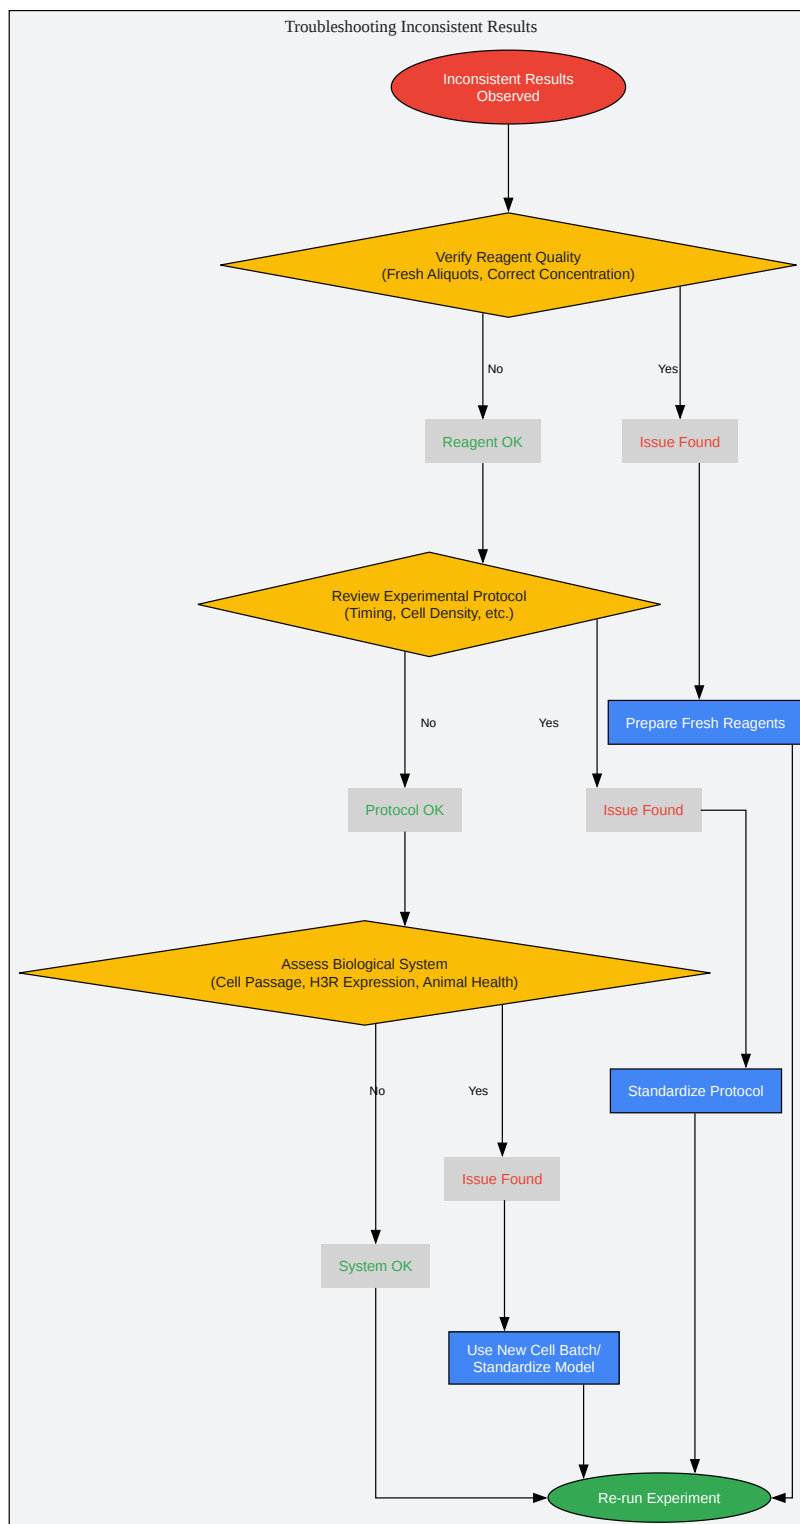 Troubleshooting Inconsistent Results
Inconsistent Results
Observed
Verify Reagent Quality
(Fresh Aliquots, Correct Concentration)
No
Yes
Reagent OK
Issue Found
Review Experimental Protocol
(Timing, Cell Density, etc.)
No
Yes
Prepare Fresh Reagents
Protocol OK
Issue Found
Assess Biological System
(Cell Passage, H3R Expression, Animal Health)
No
Yes
Standardize Protocol
Issue Found
System OK
Use New Cell Batch/
Standardize Model
Re-run Experiment